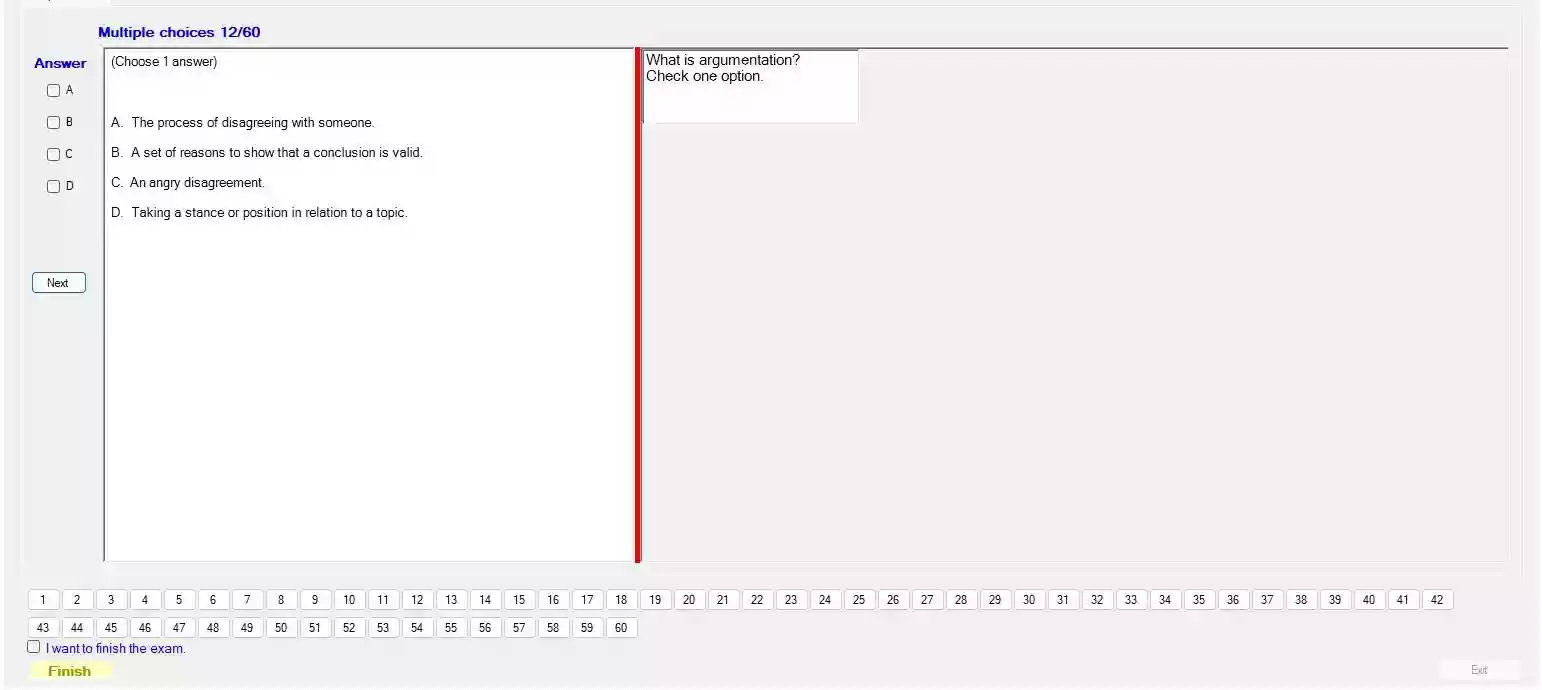 Multiple choices 12/60
Answer
A
B
C
D
Next
(Choose 1 answer)
A. The process of disagreeing with someone.
B. A set of reasons to show that a conclusion is valid.
C. An angry disagreement.
D. Taking a stance or position in relation to a topic.
What is argumentation?
Check one option.
1 2 3 4 5 6 7 8 9 10 11 12 13 14 15 16 17 18 19 20 21 22 23 24 25 26 27 28 29 30 31 32 33 34 35 36 37 38 39 40 41 42
43 44 45 46 47 48 49 50 51 52 53 54 55 56 57 58 59 60
I want to finish the exam.
Finish
Exit